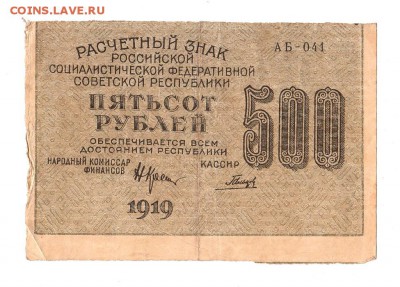 COINS.LAVE.RU
РАСЧЕТНЫЙ ЗНАК
РОССИЙСКОЙ
СОЦИАЛИСТИЧЕСКОЙ ФЕДЕРАТИВНОЙ
СОВЕТСКОЙ РЕСПУБЛИКИ
АБ-041
ПЯТЬСОТ
РУБЛЕЙ
500
ОБЕСПЕЧИВАЕТСЯ ВСЕМ
ДОСТОЯНИЕМ РЕСПУБЛИКИ
НАРОДНЫЙ КОМИССАР
ФИНАНСОВ
КАССИР
1919